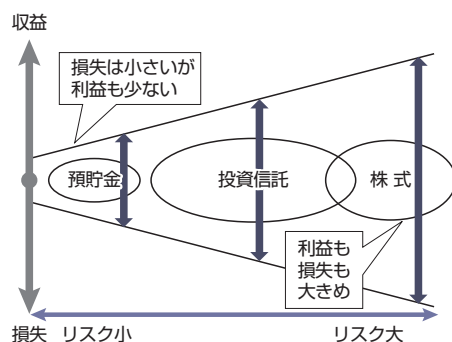 収益
損失は小さいが
利益も少ない
預貯金
投資信託
株式
利益も
損失も
大きめ
損失
リスク小
リスク大